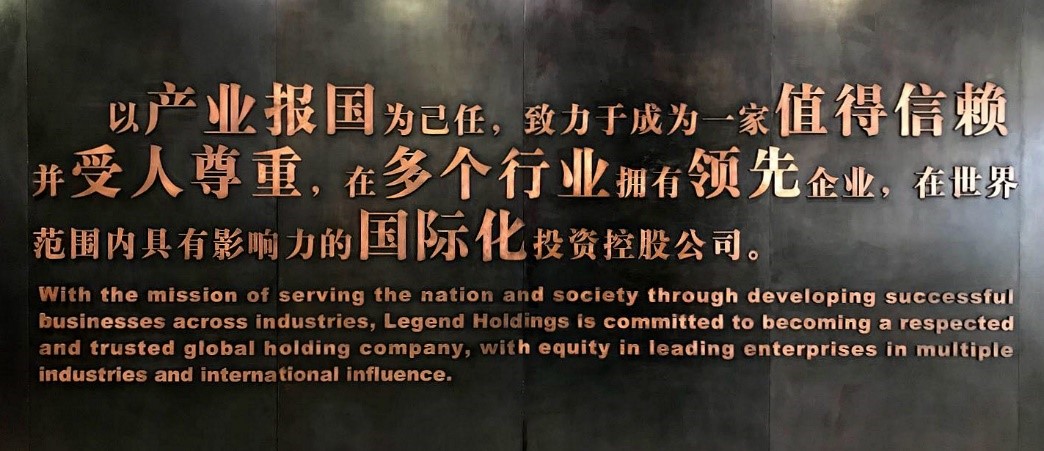 以产业报国为己任，致力于成为一家值得信赖
并受人尊重，在多个行业拥有领先企业，在世界
范围内具有影响力的国际化投资控股公司。
With the mission of serving the nation and society through developing successful
businesses across industries, Legend Holdings is committed to becoming a respected
and trusted global holding company, with equity in leading enterprises in multiple
industries and international influence.